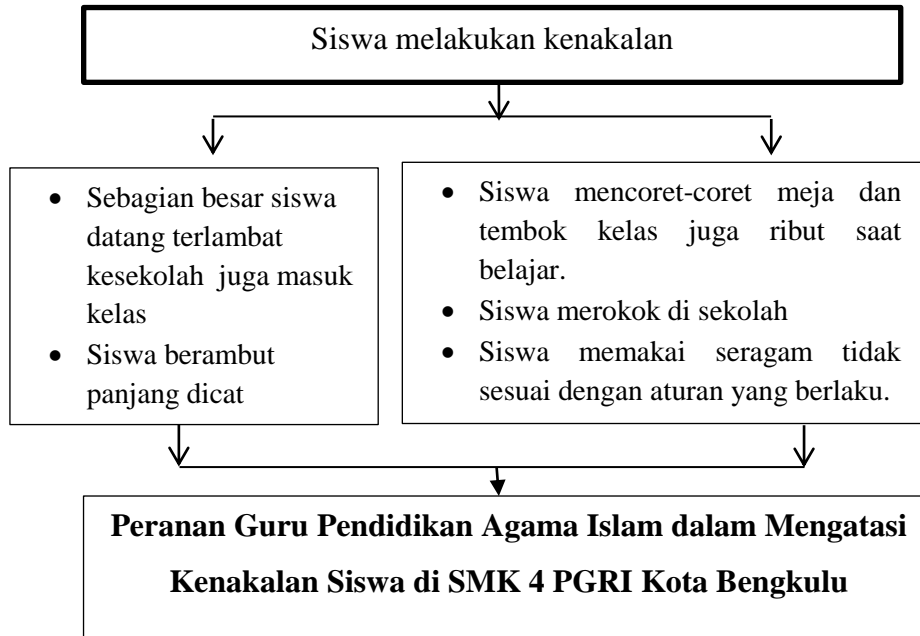 Siswa melakukan kenakalan
• Sebagian besar siswa
datang terlambat
kesekolah juga masuk
kelas
• Siswa berambut
panjang dicat
• Siswa mencoret-coret meja dan
tembok kelas juga ribut saat
belajar.
• Siswa merokok di sekolah
• Siswa memakai seragam tidak
sesuai dengan aturan yang berlaku.
Peranan Guru Pendidikan Agama Islam dalam Mengatasi
Kenakalan Siswa di SMK 4 PGRI Kota Bengkulu